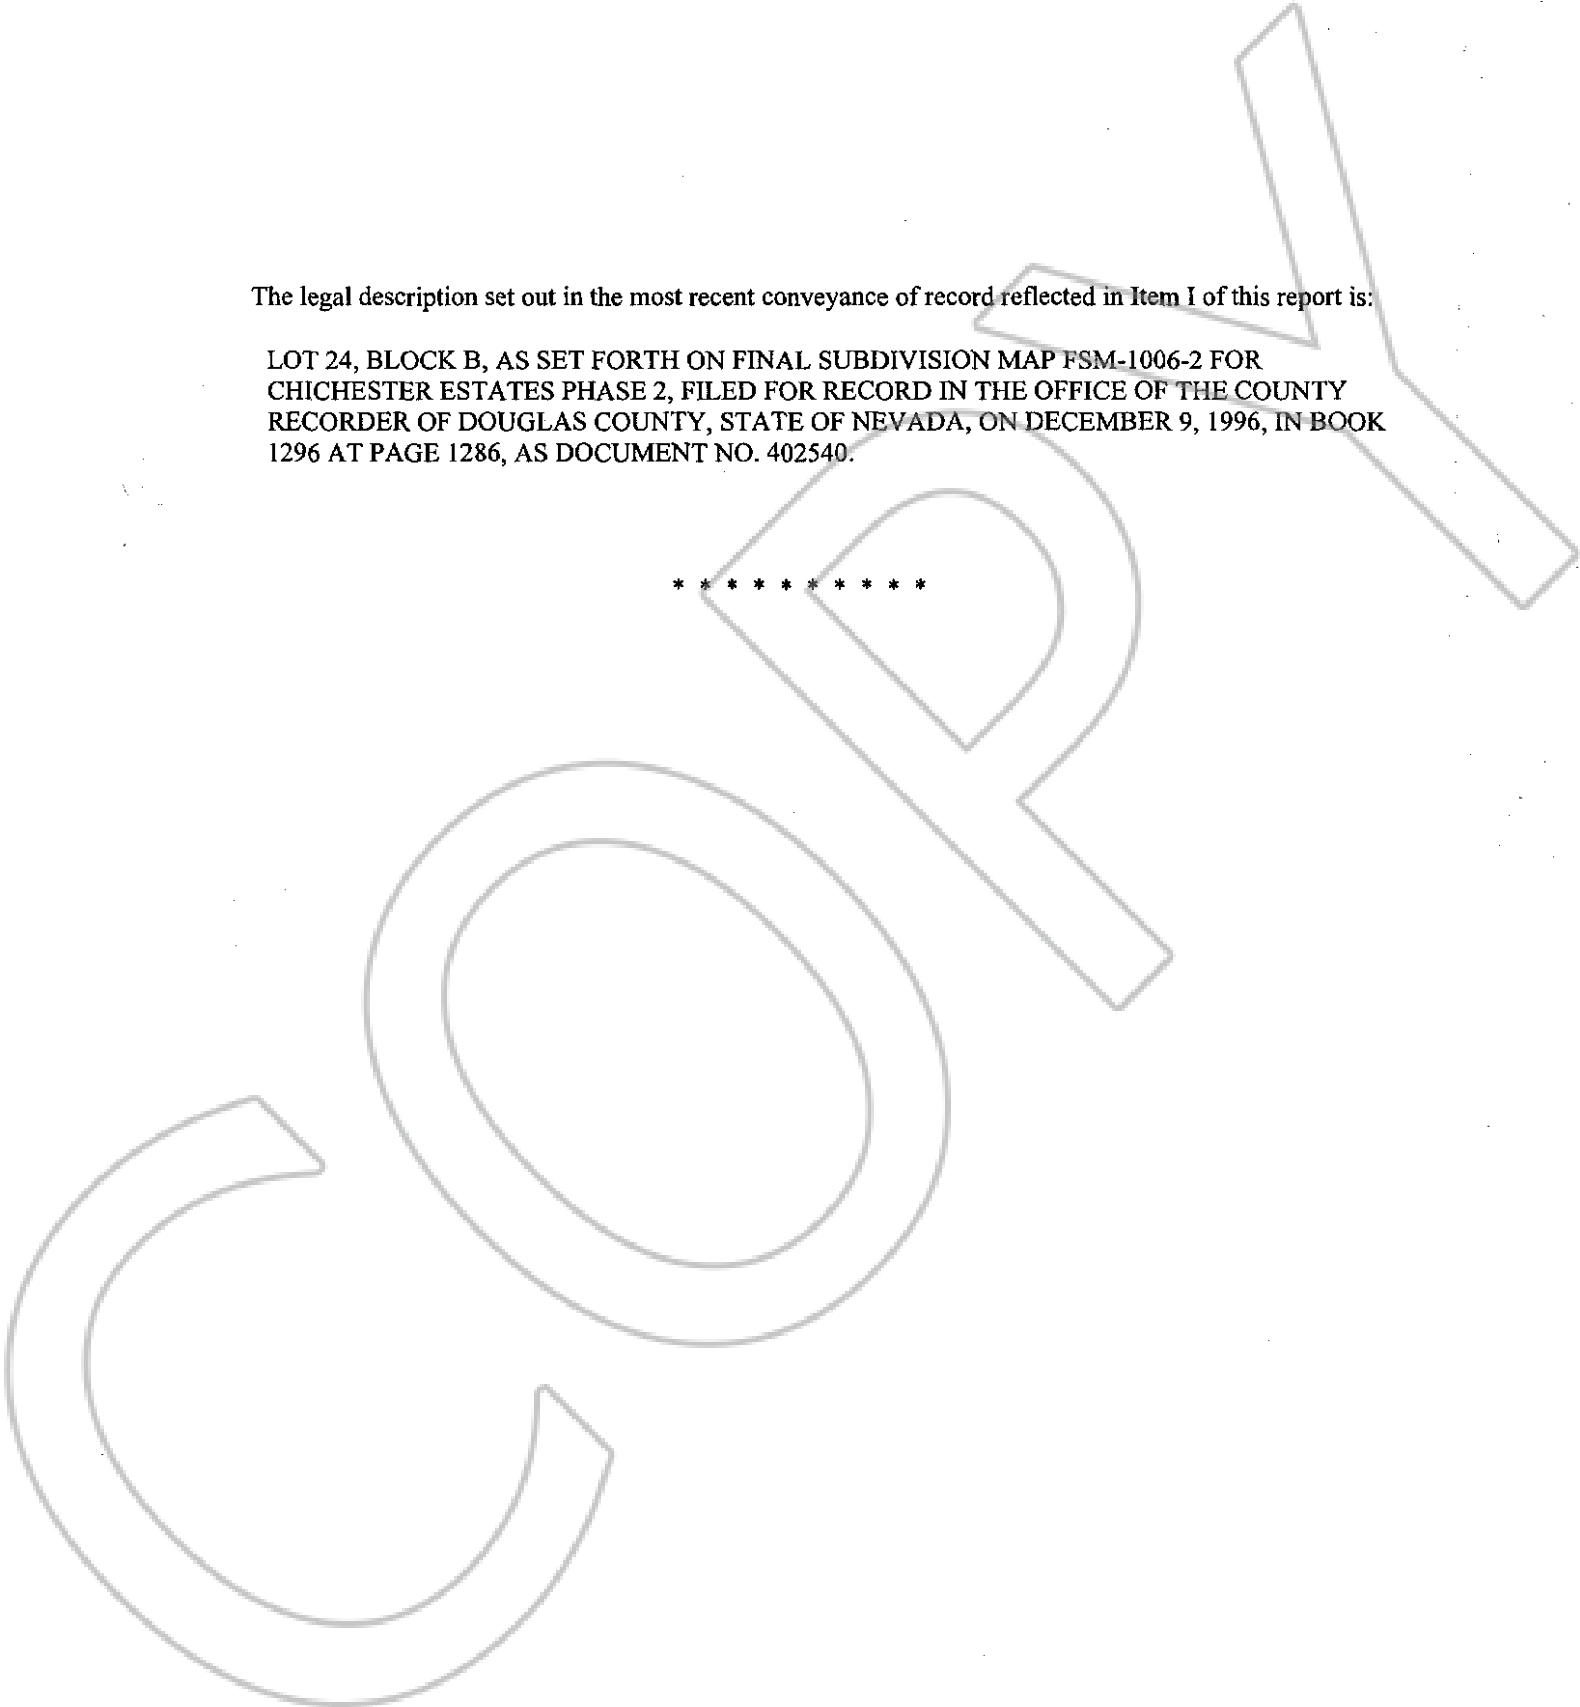 The legal description set out in the most recent conveyance of record reflected in Item I of this report is:
LOT 24, BLOCK B, AS SET FORTH ON FINAL SUBDIVISION MAP FSM-1006-2 FOR
CHICHESTER ESTATES PHASE 2, FILED FOR RECORD IN THE OFFICE OF THE COUNTY
RECORDER OF DOUGLAS COUNTY, STATE OF NEVADA, ON DECEMBER 9, 1996, IN BOOK
1296 AT PAGE 1286, AS DOCUMENT NO. 402540.
* * * * * * * * * *
COPY